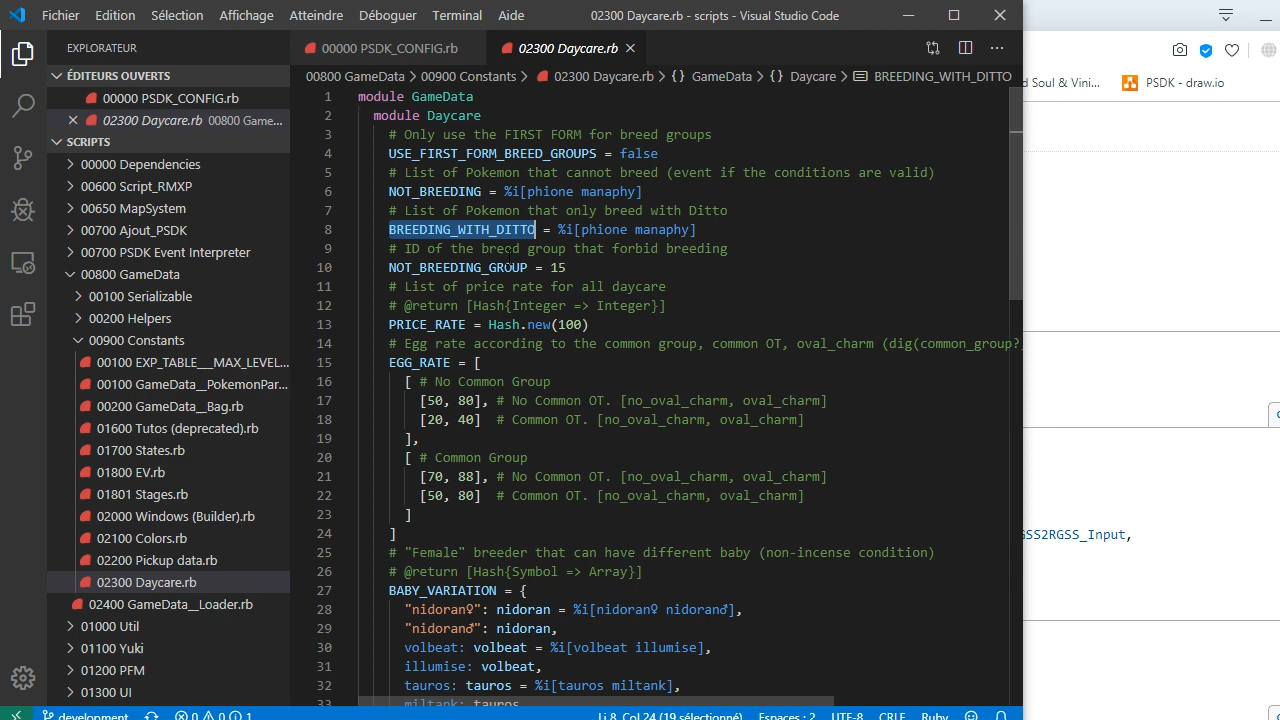 Fichier Edition Sélection Affichage Atteindre Déboguer Terminal Aide 02300 Daycare.rb - scripts - Visual Studio Code
EXPLORATEUR
00000 PSDK_CONFIG.rb 02300 Daycare.rb
ÉDITEURS OUVERTS
00000 PSDK_CONFIG.rb
02300 Daycare.rb 00800 Game...
SCRIPTS
00000 Dependencies
00600 Script_RMXP
00650 MapSystem
00700 Ajout_PSDK
00700 PSDK Event Interpreter
00800 GameData
00100 Serializable
00200 Helpers
00900 Constants
00100 EXP_TABLE__MAX_LEVEL...
00100 GameData__PokemonPar...
00200 GameData__Bag.rb
01600 Tutos (deprecated).rb
01700 States.rb
01800 EV.rb
01801 Stages.rb
02000 Windows (Builder).rb
02100 Colors.rb
02200 Pickup data.rb
02300 Daycare.rb
02400 GameData__Loader.rb
01000 Util
01100 Yuki
01200 PFM
01300 UI
00800 GameData > 00900 Constants > 02300 Daycare.rb > {} GameData > {} Daycare > BREEDING_WITH_DITTO
1 module GameData
2 module Daycare
3 # Only use the FIRST FORM for breed groups
4 USE_FIRST_FORM_BREED_GROUPS = false
5 # List of Pokemon that cannot breed (event if the conditions are valid)
6 NOT_BREEDING = %i[phione manaphy]
7 # List of Pokemon that only breed with Ditto
8 BREEDING_WITH_DITTO = %i[phione manaphy]
9 # ID of the breed group that forbid breeding
10 NOT_BREEDING_GROUP = 15
11 # List of price rate for all daycare
12 # @return [Hash{Integer => Integer}]
13 PRICE_RATE = Hash.new(100)
14 # Egg rate according to the common group, common OT, oval_charm (dig(common_group?,
15 EGG_RATE = [
16 [ # No Common Group
17 [50, 80], # No Common OT. [no_oval_charm, oval_charm]
18 [20, 40] # Common OT. [no_oval_charm, oval_charm]
19 ],
20 [ # Common Group
21 [70, 88], # No Common OT. [no_oval_charm, oval_charm]
22 [50, 80] # Common OT. [no_oval_charm, oval_charm]
23 ]
24 ]
25 # "Female" breeder that can have different baby (non-incense condition)
26 # @return [Hash{Symbol => Array}]
27 BABY_VARIATION = {
28 "nidoran♀": nidoran = %i[nidoran♀ nidoran♂],
29 "nidoran♂": nidoran,
30 volbeat: volbeat = %i[volbeat illumise],
31 illumise: volbeat,
32 tauros: tauros = %i[tauros miltank],
33 miltank: tauros
development 0 0 1 Li 8, Col 24 (19 sélectionné) Espaces : 2 UTF-8 CRLF Ruby
d Soul & Vini... PSDK - draw.io
GSS2RGSS_Input,